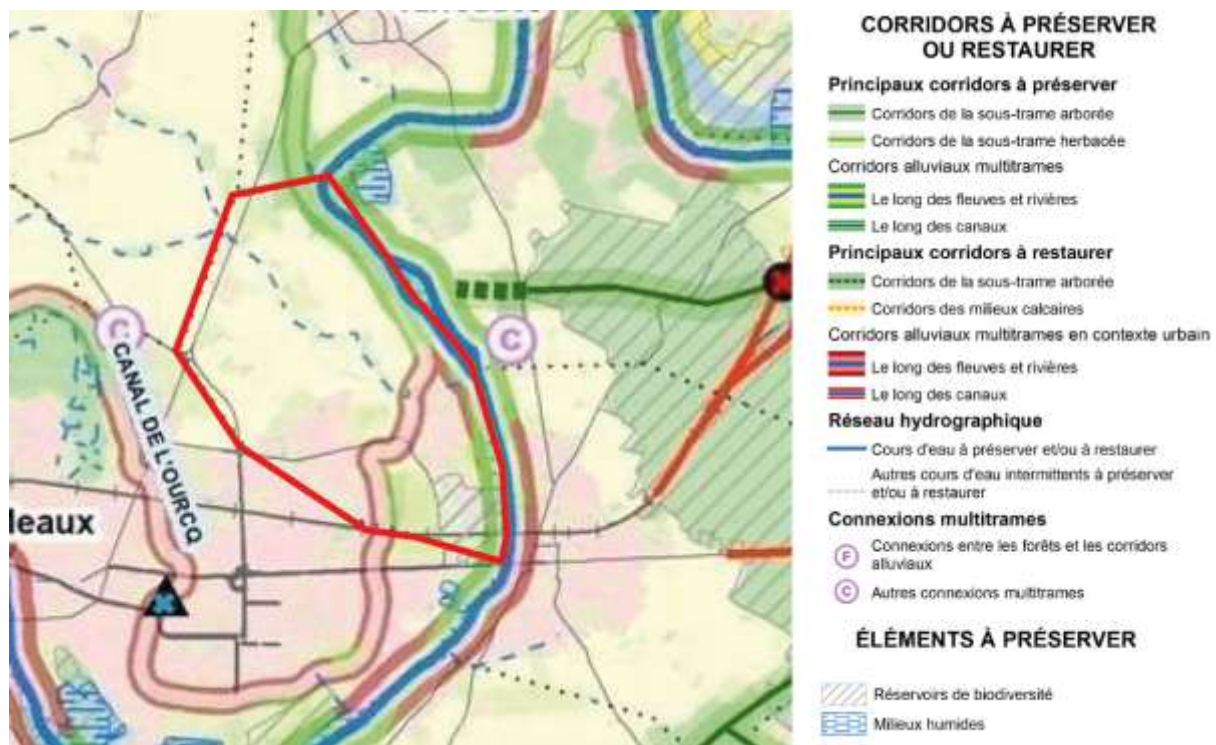 CORRIDORS À PRÉSERVER
OU RESTAURER
Principaux corridors à préserver
Corridors de la sous-trame arborée
Corridors de la sous-trame herbacée
Corridors alluviaux multitrames
Le long des fleuves et rivières
Le long des canaux
Principaux corridors à restaurer
Corridors de la sous-trame arborée
Corridors des milieux calcaires
Corridors alluviaux multitrames en contexte urbain
Le long des fleuves et rivières
Le long des canaux
Réseau hydrographique
Cours d'eau à préserver et/ou à restaurer
Autres cours d'eau intermittents à préserver
et/ou à restaurer
Connexions multitrames
F
Connexions entre les forêts et les corridors
alluviaux
C
Autres connexions multitrames
ÉLÉMENTS À PRÉSERVER
Réservoirs de biodiversité
Milieux humides
C
CANAL DE L'OURCQ
C
leaux